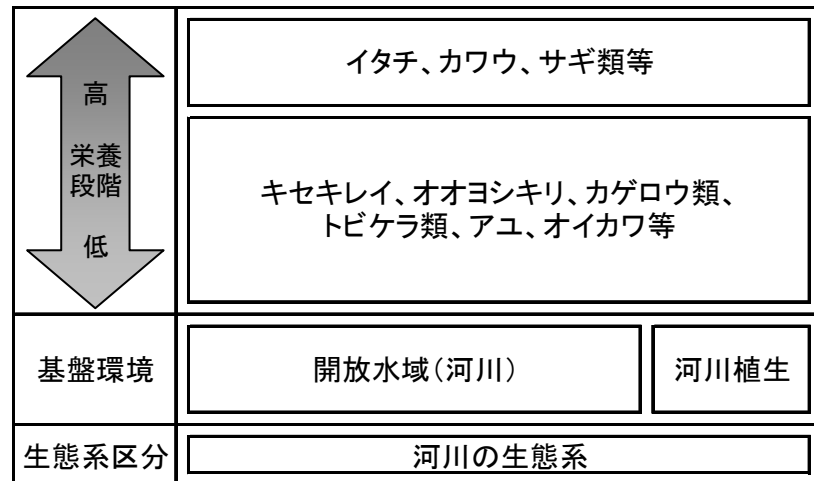 高
栄養
段階
低
イタチ、カワウ、サギ類等
キセキレイ、オオヨシキリ、カゲロウ類、
トビケラ類、アユ、オイカワ等
基盤環境
開放水域(河川)
河川植生
生態系区分
河川の生態系